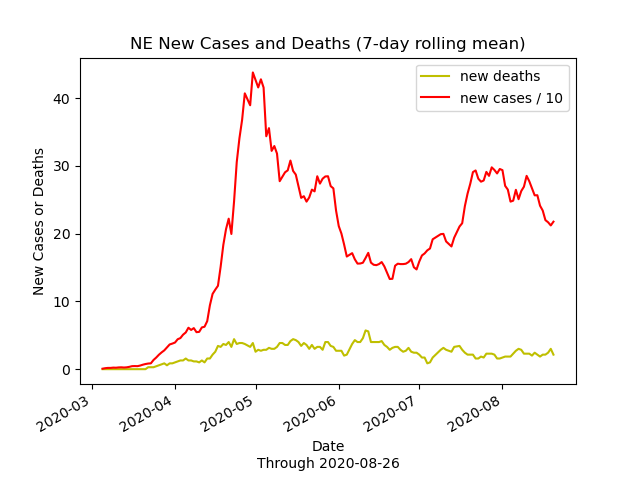 NE New Cases and Deaths (7-day rolling mean)
new deaths
new cases / 10
New Cases or Deaths
40
30
20
10
0
2020-03
2020-04
2020-05
2020-06
2020-07
2020-08
Date
Through 2020-08-26